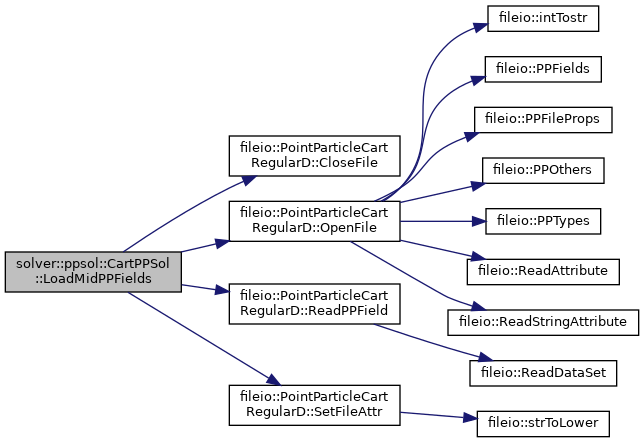 solver::ppsol::CartPPSol
::LoadMidPPFields
fileio::PointParticleCart
RegularD::CloseFile
fileio::PointParticleCart
RegularD::OpenFile
fileio::PointParticleCart
RegularD::ReadPPField
fileio::PointParticleCart
RegularD::SetFileAttr
fileio::intTostr
fileio::PPFields
fileio::PPFileProps
fileio::PPOthers
fileio::PPTypes
fileio::ReadAttribute
fileio::ReadStringAttribute
fileio::ReadDataSet
fileio::strToLower